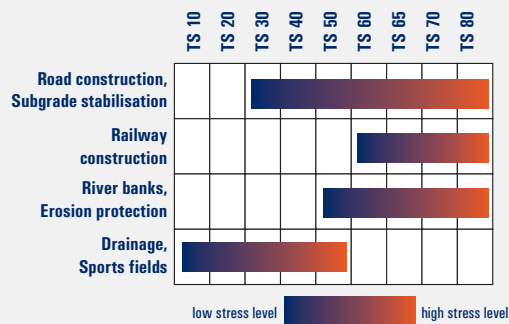 TS 10
TS 20
TS 30
TS 40
TS 50
TS 60
TS 65
TS 70
TS 80
Road construction,
Subgrade stabilisation
Railway
construction
River banks,
Erosion protection
Drainage,
Sports fields
low stress level
high stress level